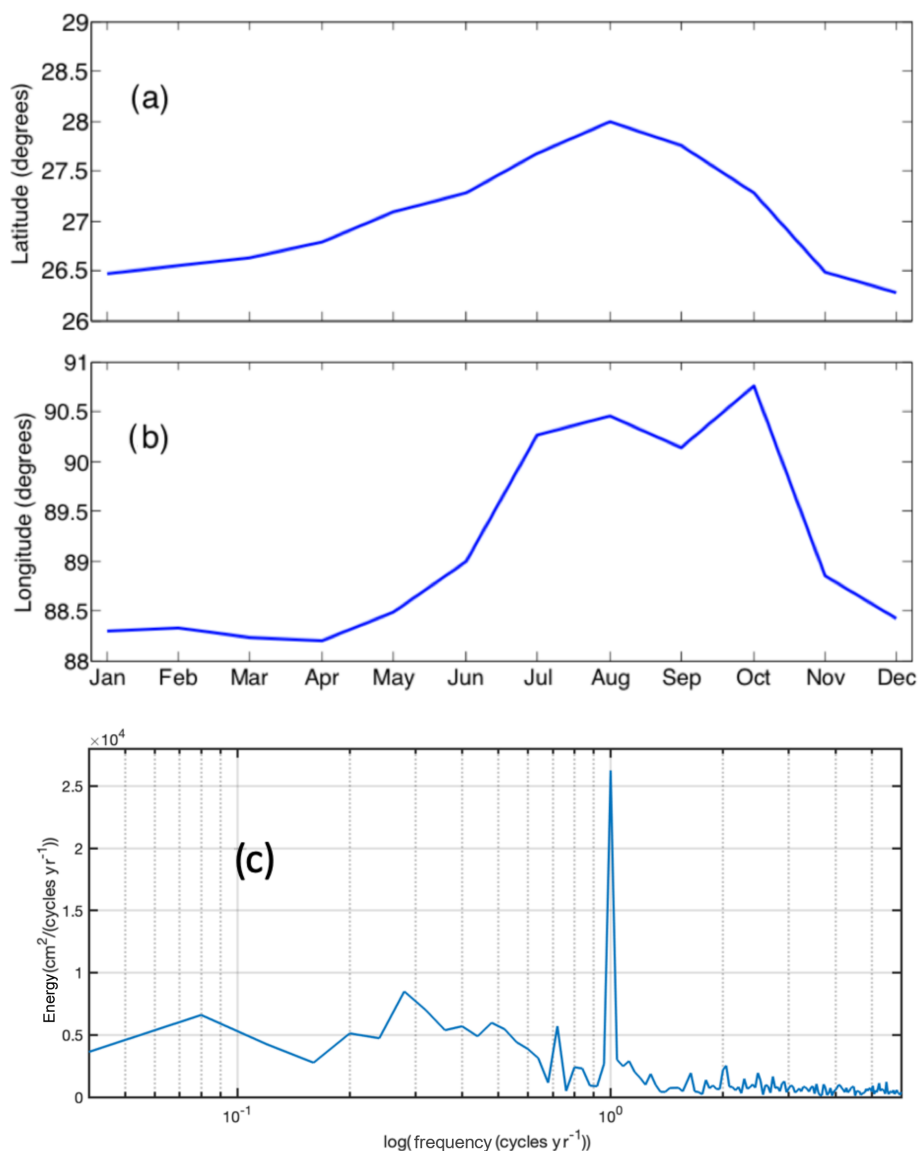 29
28.5
28
27.5
27
26.5
26
Latitude (degrees)
(a)
91
90.5
90
89.5
89
88.5
88
Longitude (degrees)
(b)
Jan Feb Mar Apr May Jun Jul Aug Sep Oct Nov Dec
×10⁴
2.5
2
1.5
1
0.5
0
Energy(cm²/(cycles yr⁻¹))
(c)
10⁻¹ 10⁰
log(frequency (cycles yr⁻¹))